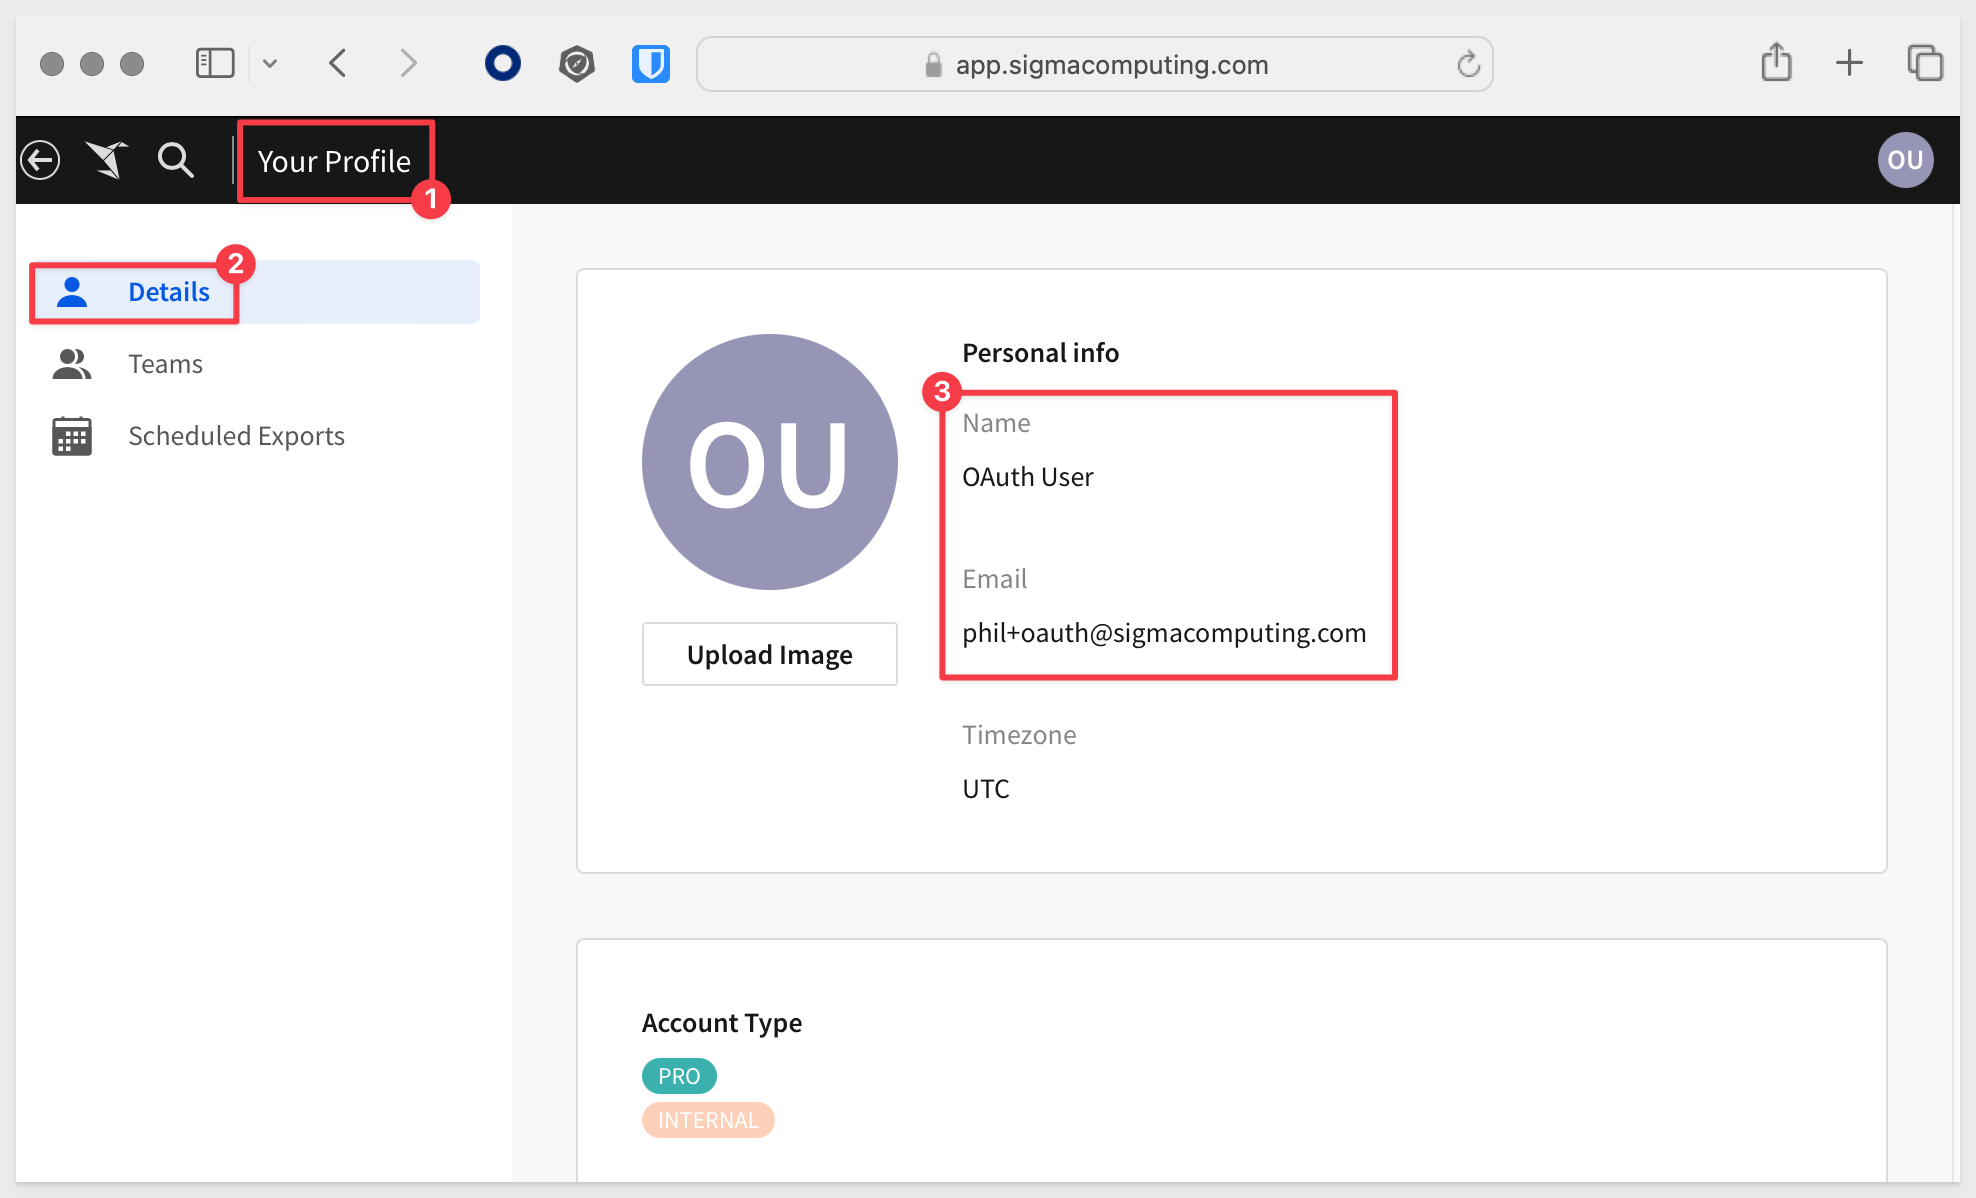 app.sigmacomputing.com
Your Profile
1
OU
2
Details
Teams
Scheduled Exports
OU
Upload Image
Personal info
3
Name
OAuth User
Email
phil+oauth@sigmacomputing.com
Timezone
UTC
Account Type
PRO
INTERNAL